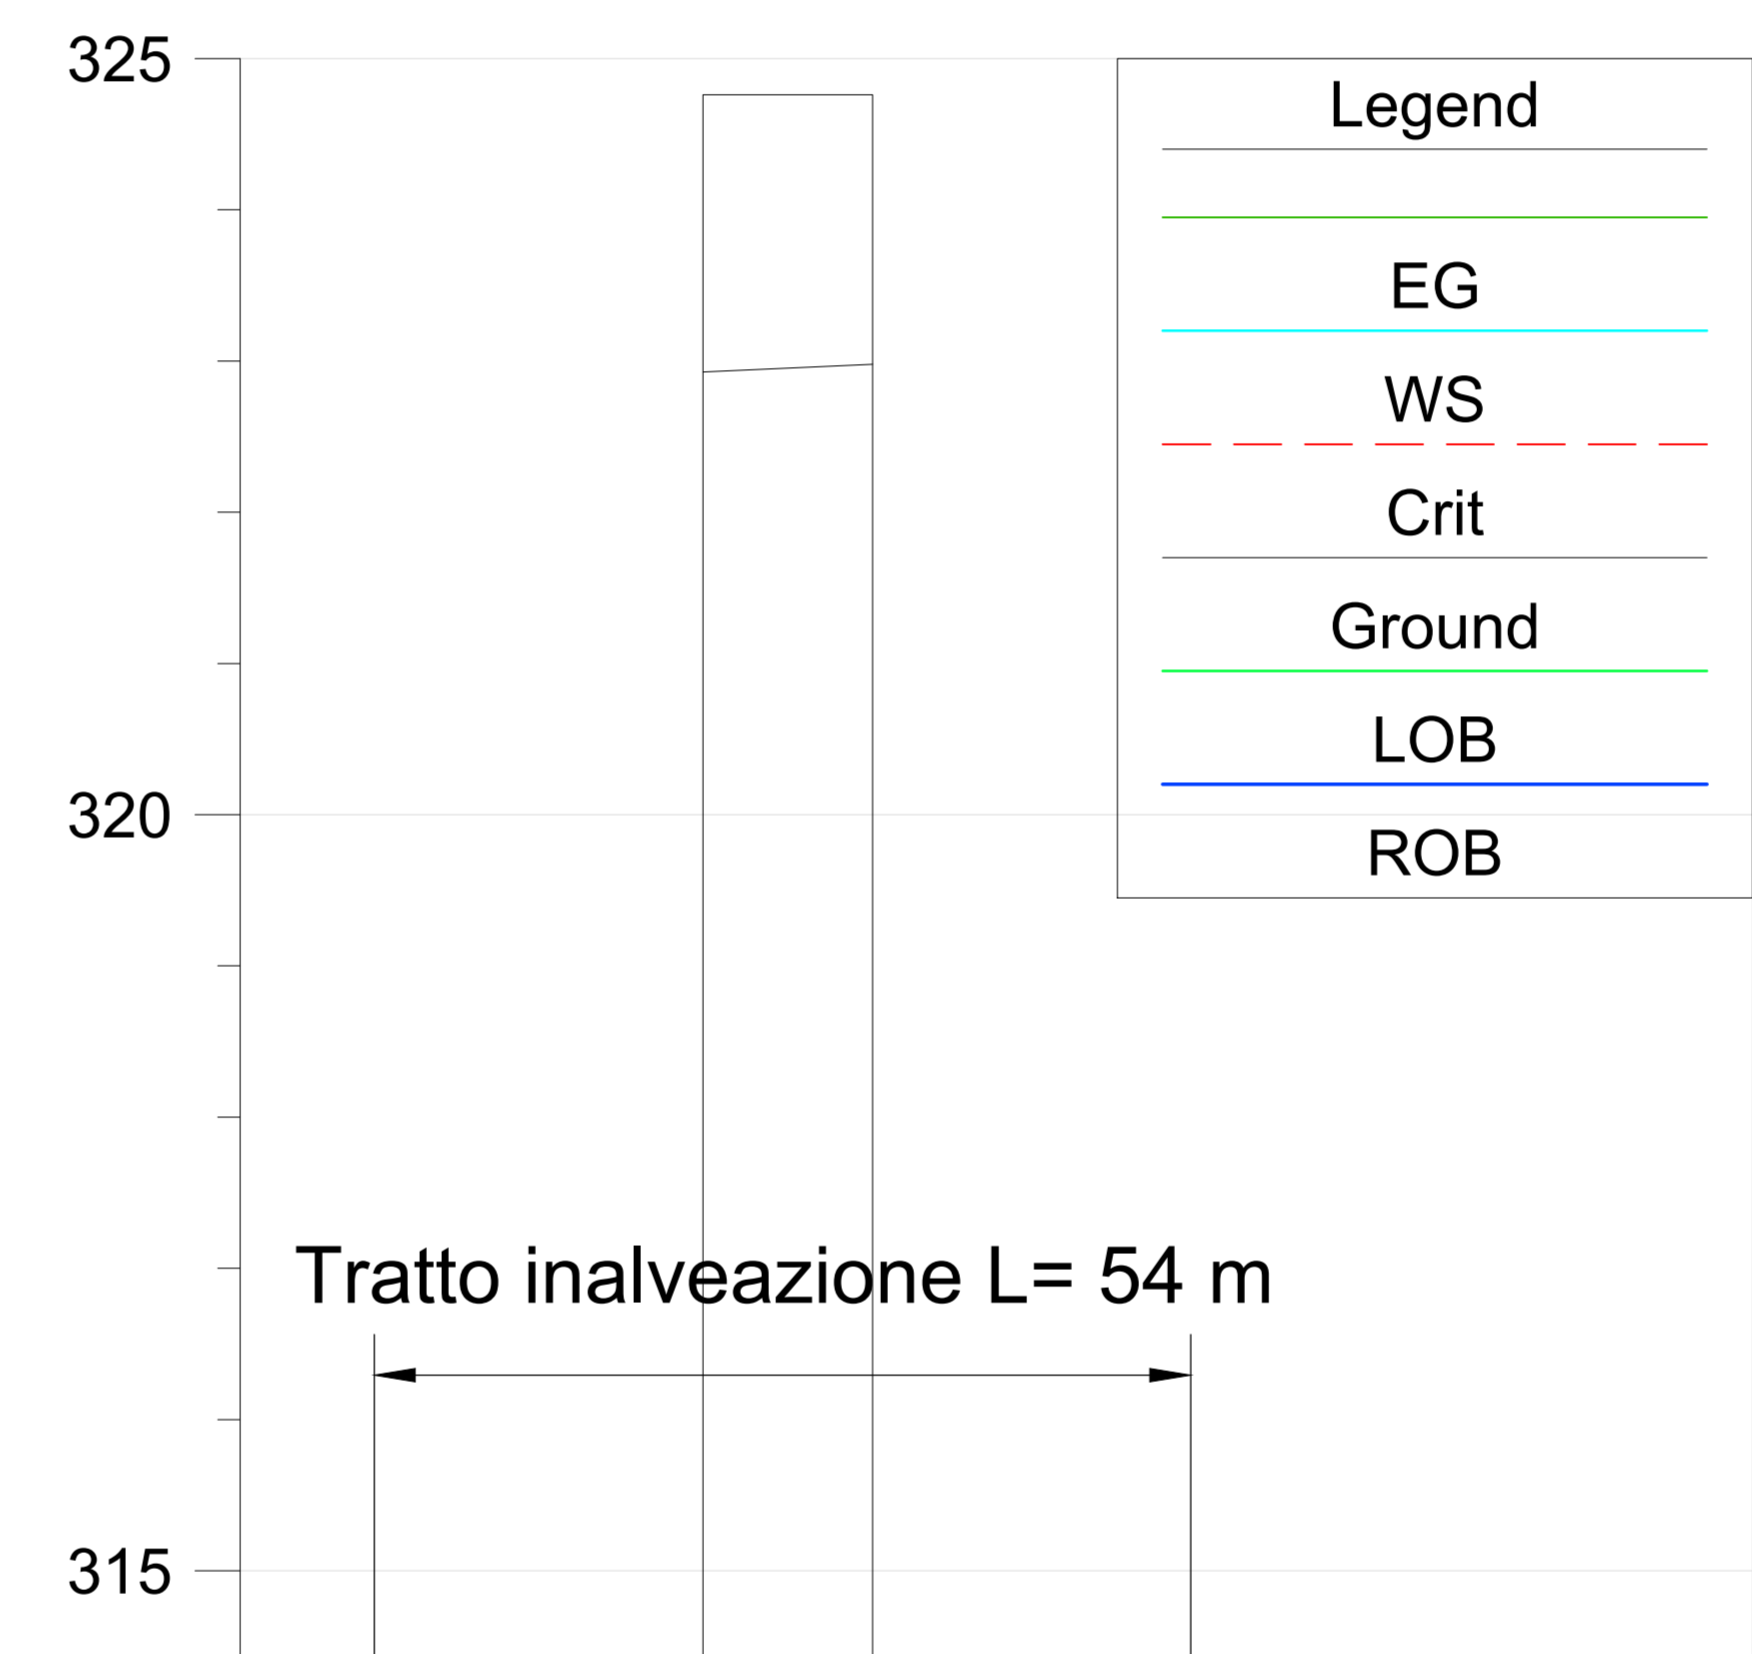 325
Legend
EG
WS
Crit
Ground
LOB
320
ROB
Tratto inalveazione L= 54 m
315